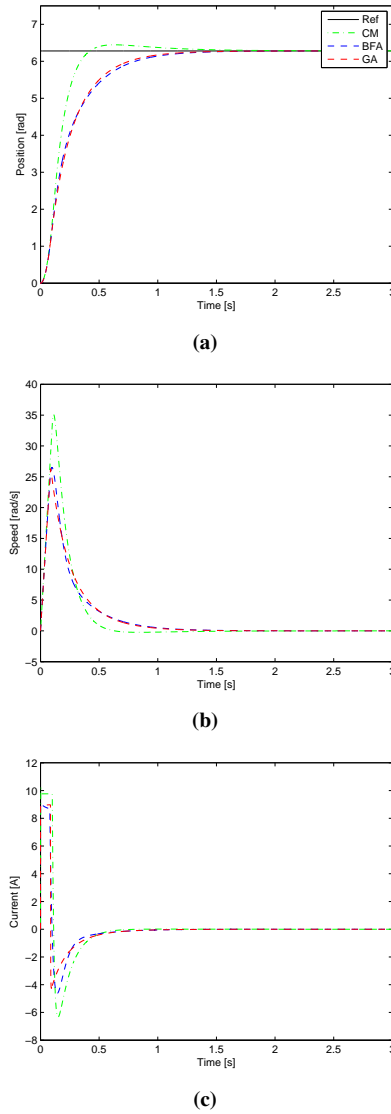 7
6
5
4
3
2
1
0
Position [rad]
Ref
CM
BFA
GA
0 0.5 1 1.5 2 2.5 3
Time [s]
(a)
40
35
30
25
20
15
10
5
0
−5
Speed [rad/s]
0 0.5 1 1.5 2 2.5 3
Time [s]
(b)
12
10
8
6
4
2
0
−2
−4
−6
−8
Current [A]
0 0.5 1 1.5 2 2.5 3
Time [s]
(c)